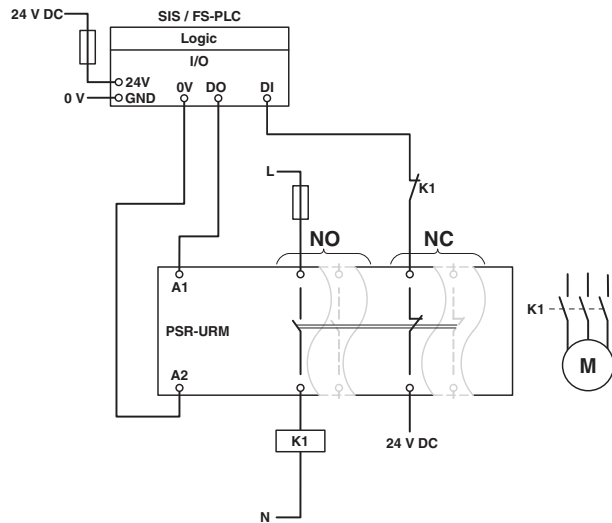 24 V DC
SIS / FS-PLC
Logic
I/O
24V
0 V
GND
0V
DO
DI
L
K1
NO
NC
A1
PSR-URM
K1
M
A2
K1
24 V DC
N